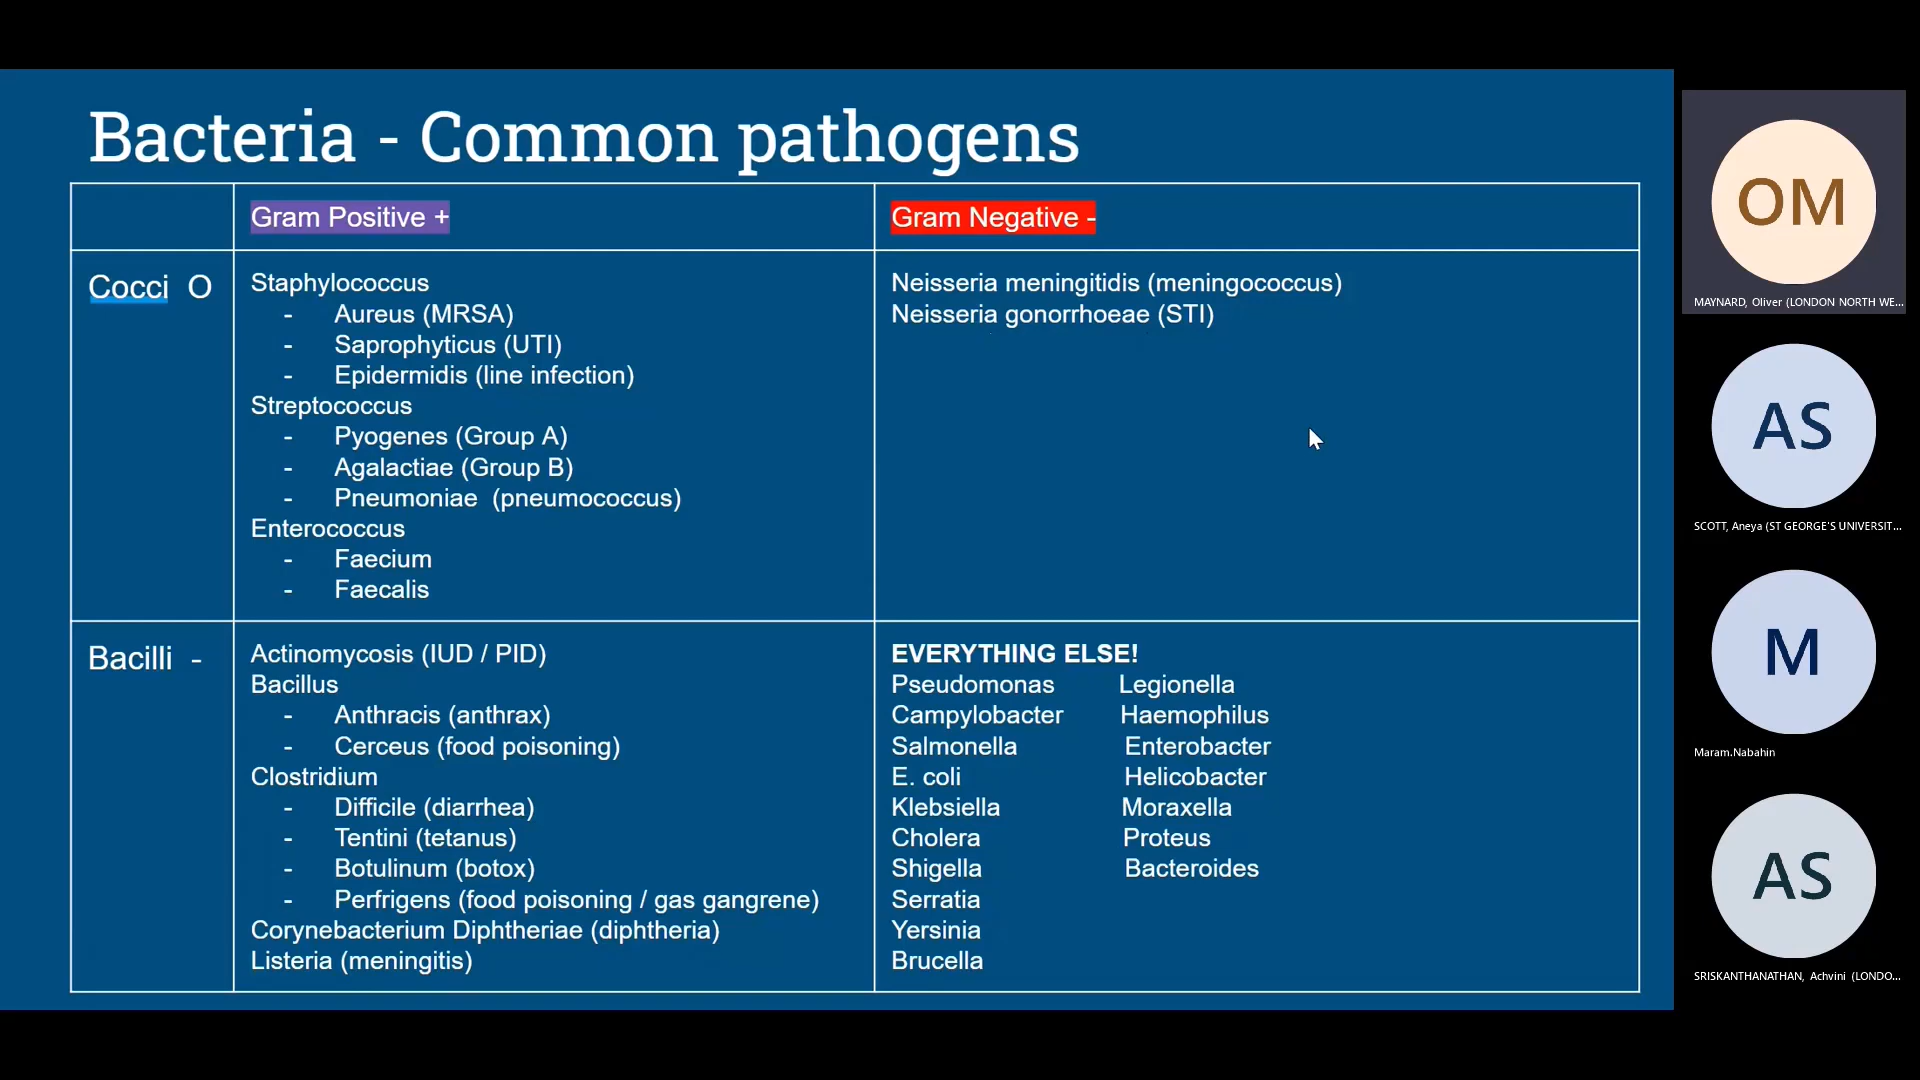 Bacteria - Common pathogens
Gram Positive +
Gram Negative -
Cocci O
Staphylococcus
- Aureus (MRSA)
- Saprophyticus (UTI)
- Epidermidis (line infection)
Streptococcus
- Pyogenes (Group A)
- Agalactiae (Group B)
- Pneumoniae (pneumococcus)
Enterococcus
- Faecium
- Faecalis
Neisseria meningitidis (meningococcus)
Neisseria gonorrhoeae (STI)
Bacilli -
Actinomycosis (IUD / PID)
Bacillus
- Anthracis (anthrax)
- Cerceus (food poisoning)
Clostridium
- Difficile (diarrhea)
- Tentini (tetanus)
- Botulinum (botox)
- Perfrigens (food poisoning / gas gangrene)
Corynebacterium Diphtheriae (diphtheria)
Listeria (meningitis)
EVERYTHING ELSE!
Pseudomonas Legionella
Campylobacter Haemophilus
Salmonella Enterobacter
E. coli Helicobacter
Klebsiella Moraxella
Cholera Proteus
Shigella Bacteroides
Serratia
Yersinia
Brucella
OM
MAYNARD, Oliver (LONDON NORTH WE...
AS
SCOTT, Aneya (ST GEORGE'S UNIVERSIT...
M
Maram.Nabahin
AS
SRISKANTHANATHAN, Achvini (LONDO...